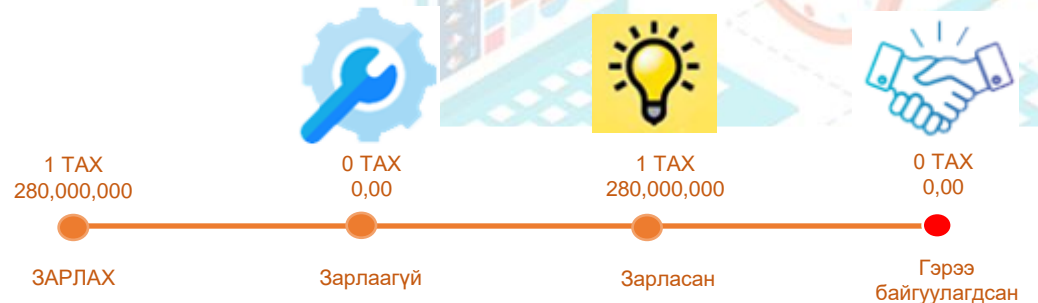 1 ТАХ
280,000,000
0 ТАХ
0,00
1 ТАХ
280,000,000
0 ТАХ
0,00
ЗАРЛАХ
Зарлаагүй
Зарласан
Гэрээ
байгуулагдсан